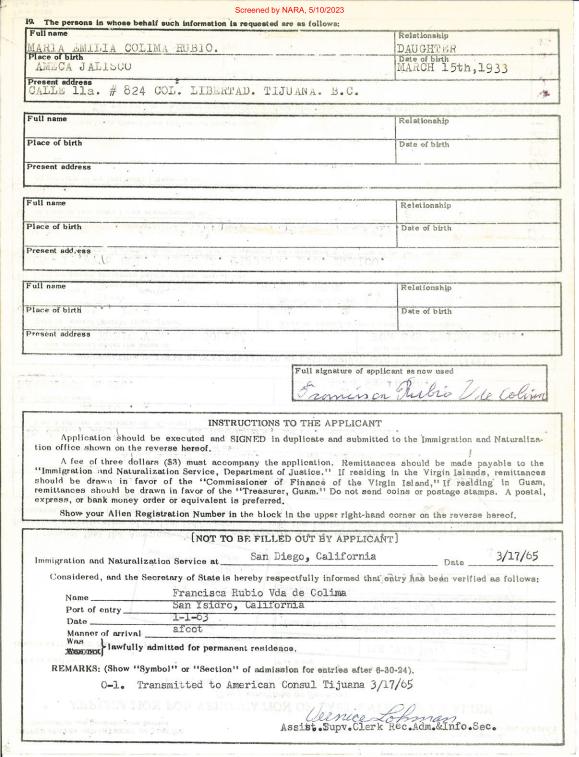 Screened by NARA, 5/10/2023
19. The persons in whose behalf such information is requested are as follows:
Full name
Relationship
MARIA EMILIA COLIMA RUBIO.
DAUGHTER
Place of birth
Date of birth
AMECA JALISCO
MARCH 15th,1933
Present address
CALLE 11a. # 824 COL. LIBERTAD. TIJUANA. B.C.
Full name
Relationship
Place of birth
Date of birth
Present address
Full name
Relationship
Place of birth
Date of birth
Present address
Full name
Relationship
Place of birth
Date of birth
Present address
Full signature of applicant as now used
Francisca Rubio V de Colima
INSTRUCTIONS TO THE APPLICANT
Application should be executed and SIGNED in duplicate and submitted to the Immigration and Naturaliza-
tion office shown on the reverse hereof.
A fee of three dollars ($3) must accompany the application. Remittances should be made payable to the
"Immigration and Naturalization Service, Department of Justice." If residing in the Virgin Islands, remittances
should be drawn in favor of the "Commissioner of Finance of the Virgin Island," If residing in Guam,
remittances should be drawn in favor of the "Treasurer, Guam." Do not send coins or postage stamps. A postal,
express, or bank money order or equivalent is preferred.
Show your Alien Registration Number in the block in the upper right-hand corner on the reverse hereof.
[NOT TO BE FILLED OUT BY APPLICANT]
Immigration and Naturalization Service at San Diego, California Date 3/17/65
Considered, and the Secretary of State is hereby respectfully informed that entry has been verified as follows:
Name Francisca Rubio Vda de Colima
Port of entry San Ysidro, California
Date 1-1-63
Manner of arrival afoot
Was
Was not } lawfully admitted for permanent residence.
REMARKS: (Show "Symbol" or "Section" of admission for entries after 6-30-24).
O-1. Transmitted to American Consul Tijuana 3/17/65
Vernice Lohman
Assist.Supv.Clerk Rec.Adm.&Info.Sec.